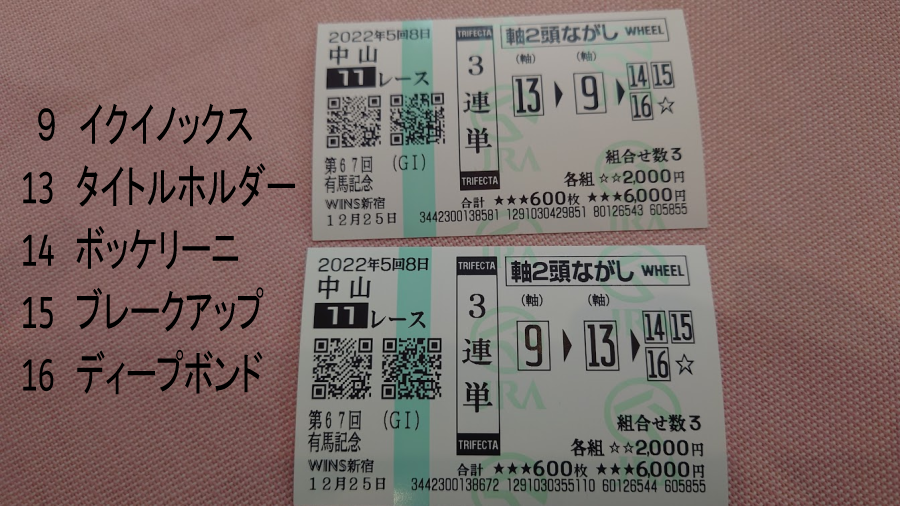 9 イクイノックス
13 タイトルホルダー
14 ボッケリーニ
15 ブレークアップ
16 ディープボンド
2022年5回8日
中山
11レース
第67回 (GI)
有馬記念
WINS新宿
12月25日
TRIFECTA
3連単
TRIFECTA
軸2頭ながし WHEEL
(軸) (軸)
13 ▶ 9 ▶ 14 15
16 ☆
組合せ数3
各組 ☆☆2,000円
合計 ★★★600枚 ★★★6,000円
3442300138581 1291030429851 80126543 605855
JRA
2022年5回8日
中山
11レース
第67回 (GI)
有馬記念
WINS新宿
12月25日
TRIFECTA
3連単
TRIFECTA
軸2頭ながし WHEEL
(軸) (軸)
9 ▶ 13 ▶ 14 15
16 ☆
組合せ数3
各組 ☆☆2,000円
合計 ★★★600枚 ★★★6,000円
3442300138672 1291030355110 60126544 605855
JRA